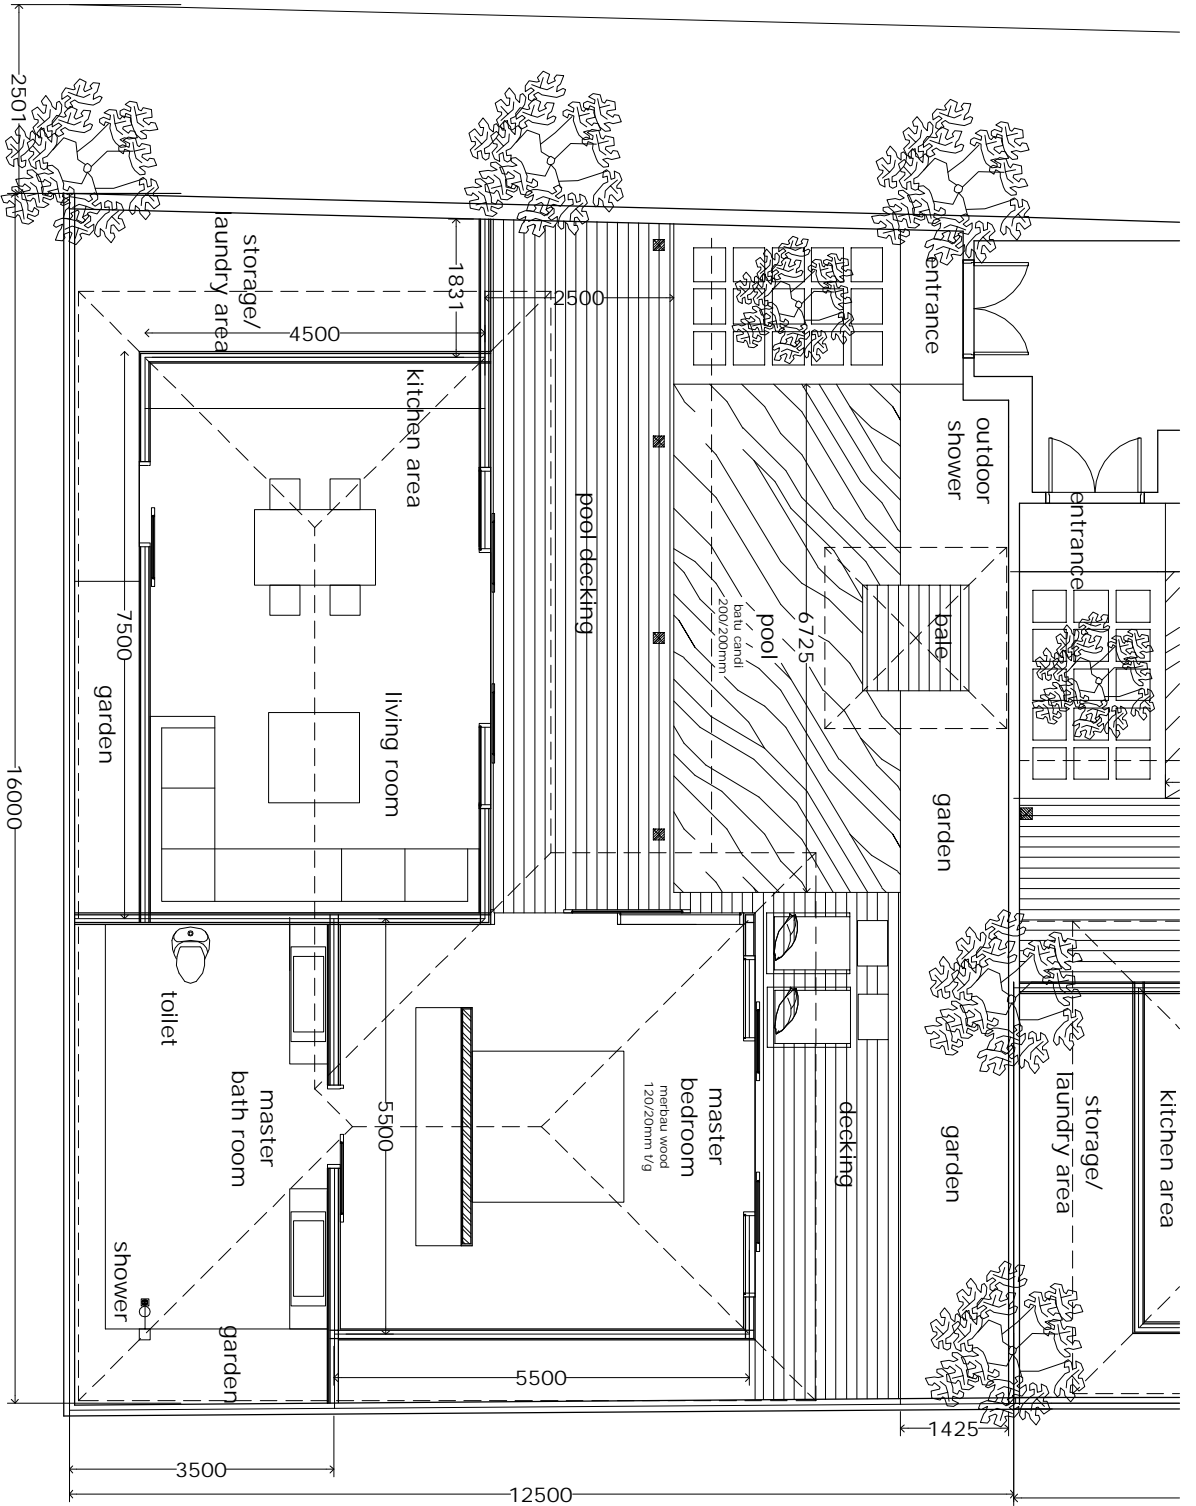 2501
storage/
laundry area
1831
2500
4500
entrance
kitchen area
outdoor
shower
pool decking
entrance
7500
batu candi
200/200mm
pool
6725
bale
garden
living room
16000
garden
toilet
master
bath room
5500
master
bedroom
merbau wood
120/20mm t/g
decking
garden
storage/
laundry area
kitchen area
shower
garden
5500
1425
3500
12500